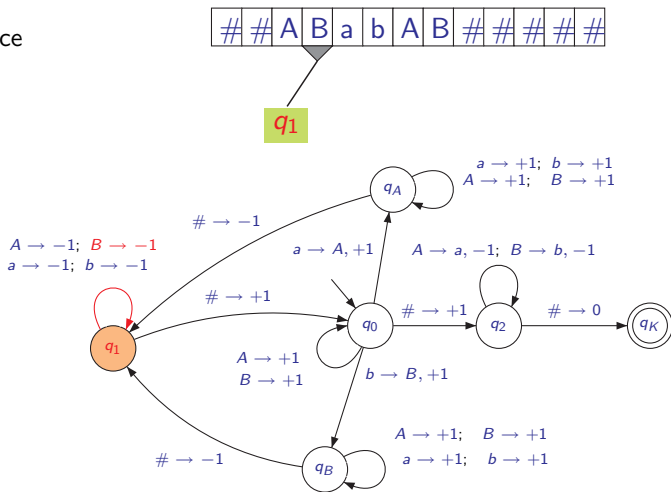 ce
# # A B a b A B # # # # #
q1
qA
a → +1; b → +1
A → +1; B → +1
# → −1
A → −1; B → −1
a → −1; b → −1
a → A, +1
A → a, −1; B → b, −1
# → +1
q1
q0
# → +1
q2
# → 0
qK
A → +1
B → +1
b → B, +1
A → +1; B → +1
a → +1; b → +1
# → −1
qB